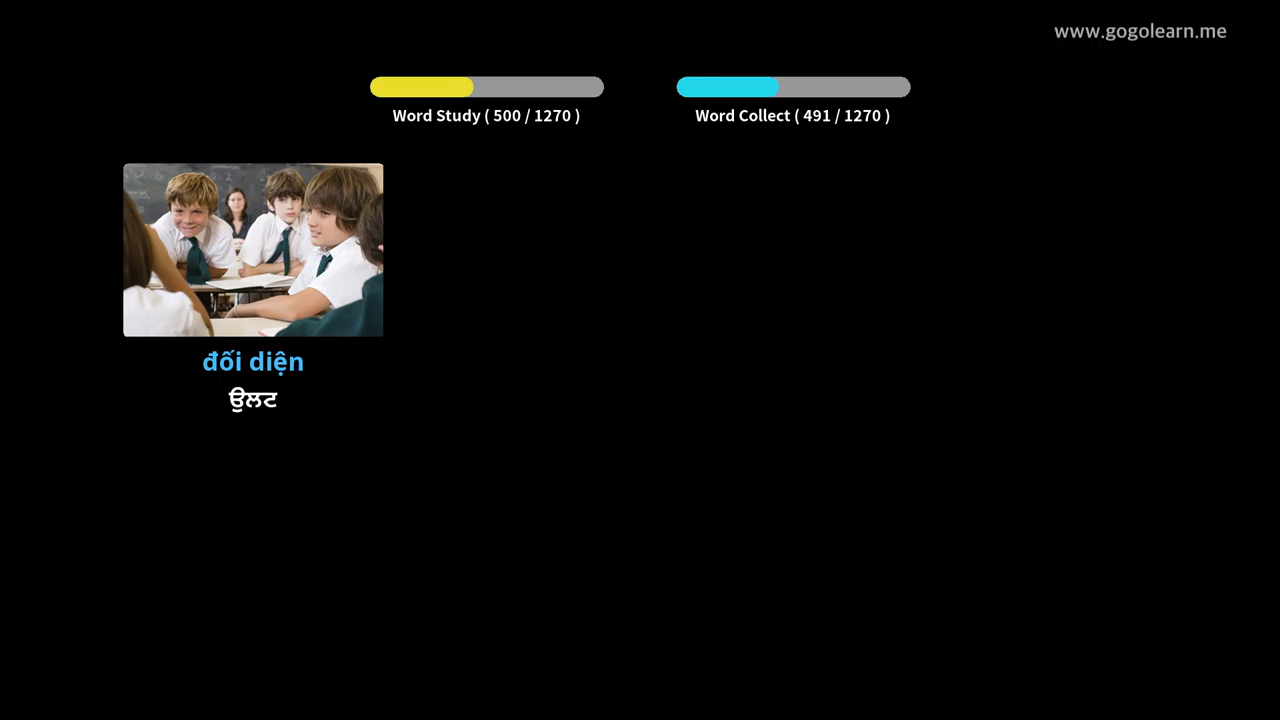 www.gogolearn.me
Word Study ( 500 / 1270 )
Word Collect ( 491 / 1270 )
đối diện
ਉਲਟ